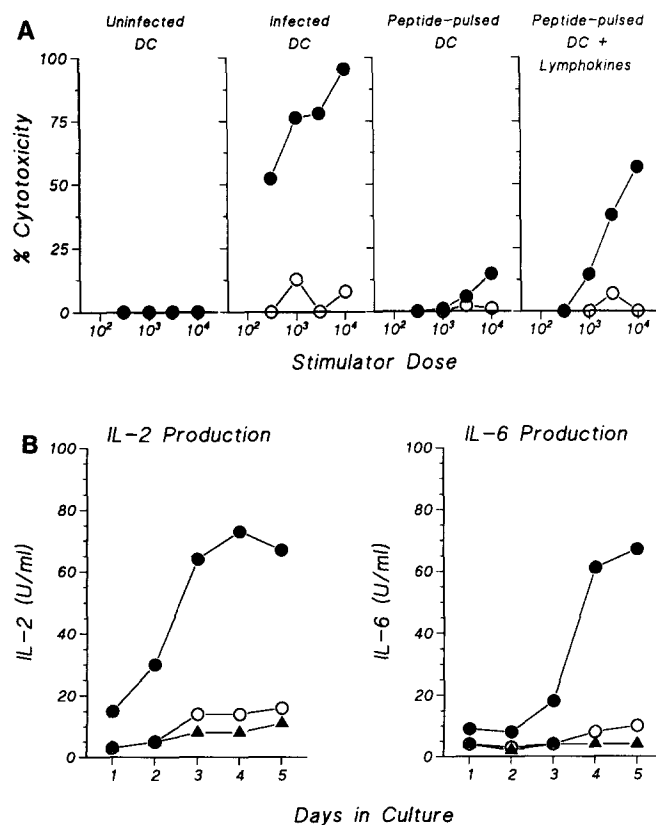 A
Uninfected
DC
Infected
DC
Peptide-pulsed
DC
Peptide-pulsed
DC +
Lymphokines
% Cytotoxicity
100
75
50
25
0
10² 10³ 10⁴
10² 10³ 10⁴
10² 10³ 10⁴
10² 10³ 10⁴
Stimulator Dose
B
IL-2 Production
IL-2 (U/ml)
100
80
60
40
20
0
1 2 3 4 5
IL-6 Production
IL-6 (U/ml)
100
80
60
40
20
0
1 2 3 4 5
Days in Culture